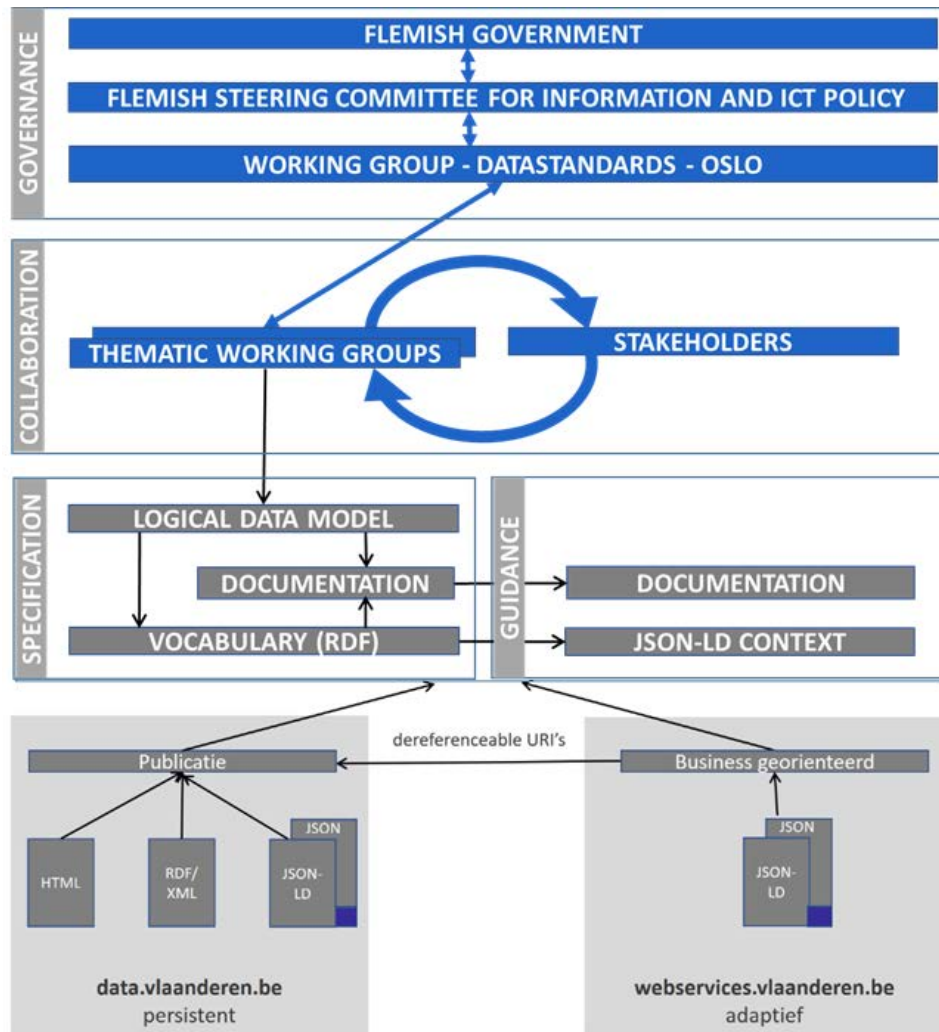 GOVERNANCE
FLEMISH GOVERNMENT
FLEMISH STEERING COMMITTEE FOR INFORMATION AND ICT POLICY
WORKING GROUP - DATASTANDARDS - OSLO
COLLABORATION
THEMATIC WORKING GROUPS
STAKEHOLDERS
SPECIFICATION
LOGICAL DATA MODEL
DOCUMENTATION
VOCABULARY (RDF)
GUIDANCE
DOCUMENTATION
JSON-LD CONTEXT
dereferenceable URI's
Publicatie
Business georienteerd
HTML
RDF/
XML
JSON
JSON-
LD
JSON
JSON-
LD
data.vlaanderen.be
persistent
webservices.vlaanderen.be
adaptief